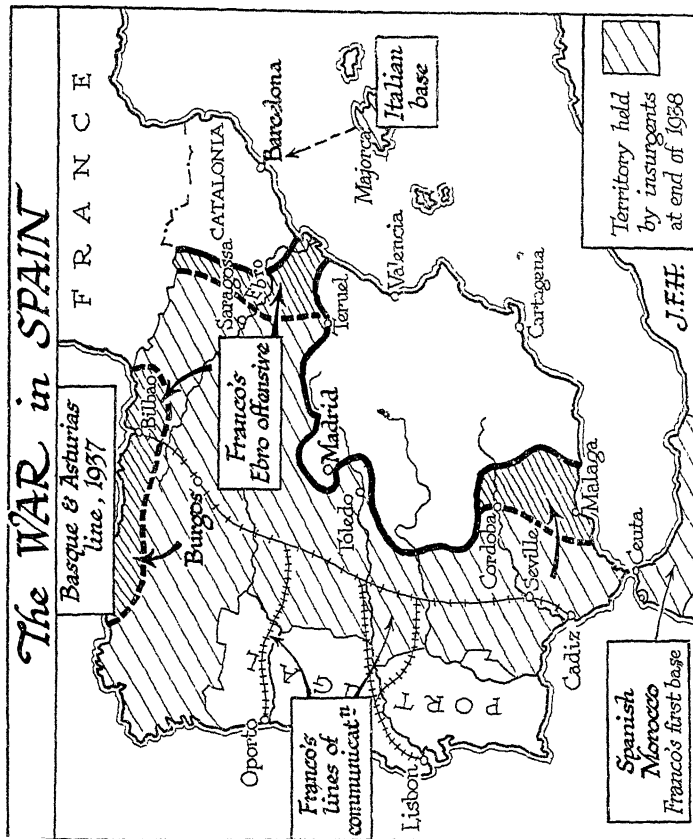 The WAR in SPAIN
FRANCE
Basque & Asturias
line, 1937
Bilbao
Burgos
Saragossa
CATALONIA
R. Ebro
Barcelona
Franco's
Ebro offensive
Teruel
Majorca
Italian
base
Oporto
Madrid
Toledo
Valencia
PORTUGAL
Franco's
lines of
communicatn
Lisbon
Cordoba
Seville
Cartagena
Malaga
Cadiz
Ceuta
Spanish
Morocco
Franco's first base
Territory held
by insurgents
at end of 1938
J.F.H.